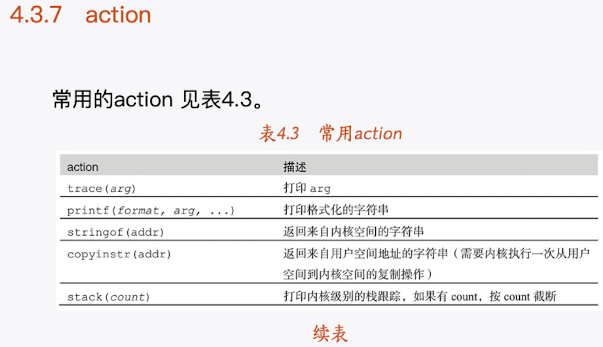 4.3.7 action
常用的action 见表4.3。
表4.3 常用action
action 描述
trace(arg) 打印 arg
printf(format, arg, ...) 打印格式化的字符串
stringof(addr) 返回来自内核空间的字符串
copyinstr(addr) 返回来自用户空间地址的字符串（需要内核执行一次从用户
空间到内核空间的复制操作）
stack(count) 打印内核级别的栈跟踪，如果有 count，按 count 截断
续表